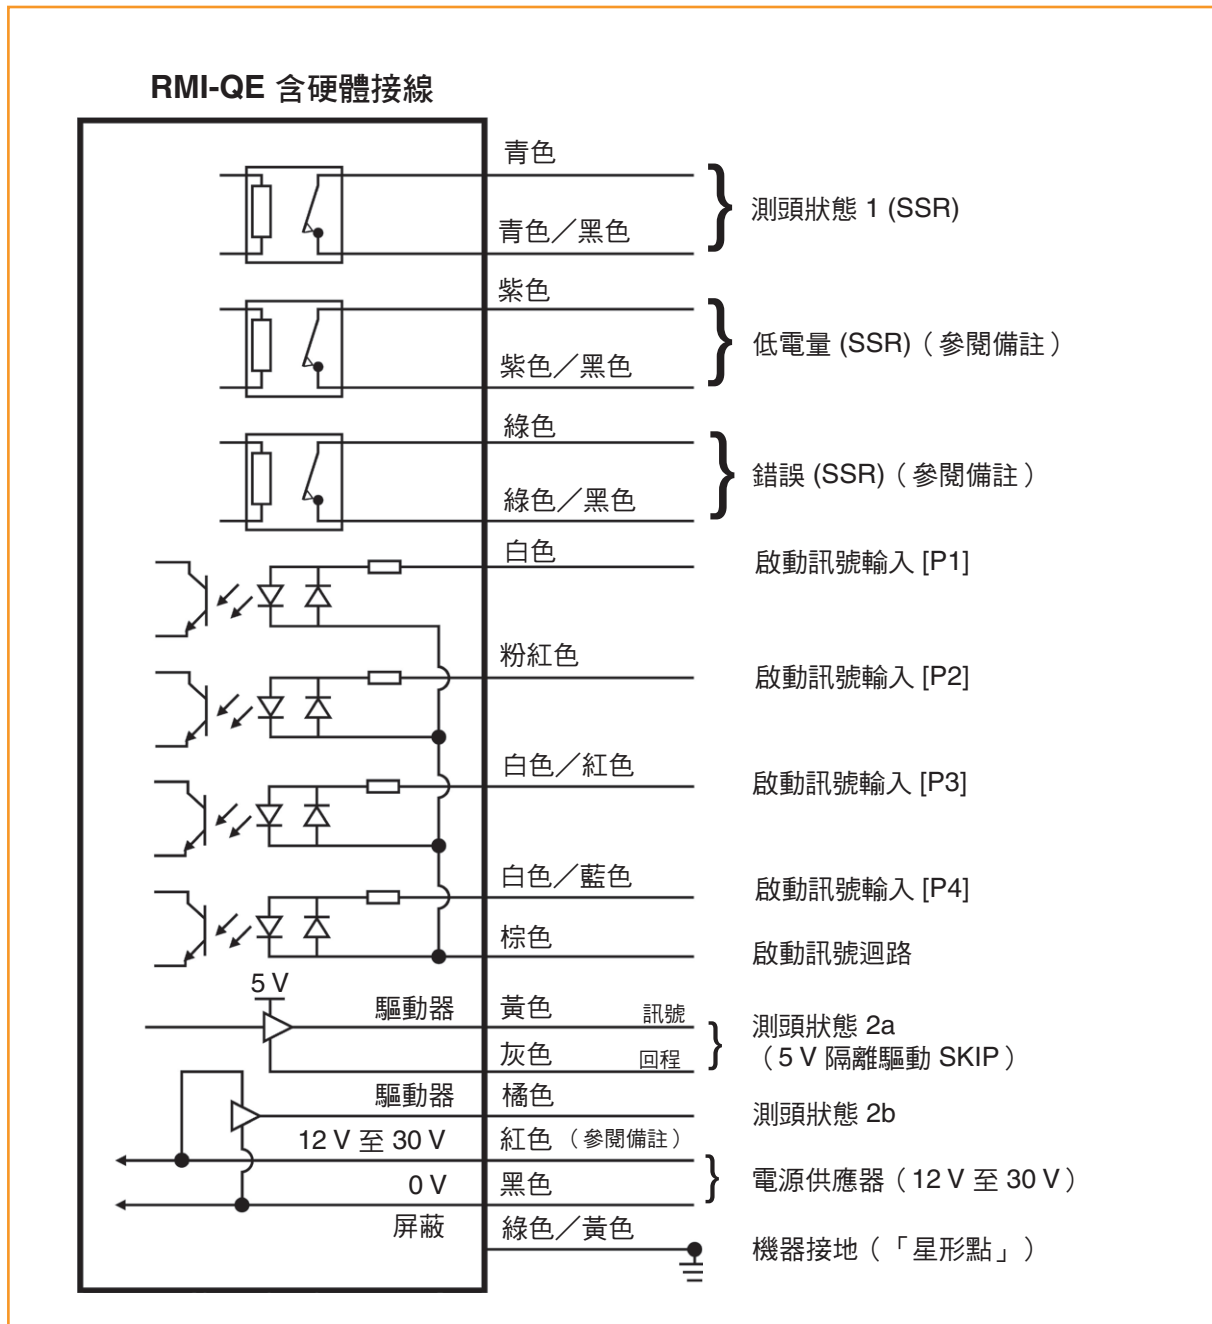 RMI-QE 含硬體接線
青色
青色／黑色
測頭狀態 1 (SSR)
紫色
紫色／黑色
低電量 (SSR)（參閱備註）
綠色
綠色／黑色
錯誤 (SSR)（參閱備註）
白色
啟動訊號輸入 [P1]
粉紅色
啟動訊號輸入 [P2]
白色／紅色
啟動訊號輸入 [P3]
白色／藍色
啟動訊號輸入 [P4]
棕色
啟動訊號迴路
5 V
驅動器 黃色 訊號
灰色 回程
測頭狀態 2a
（5 V 隔離驅動 SKIP）
驅動器 橘色
測頭狀態 2b
12 V 至 30 V 紅色（參閱備註）
0 V 黑色
電源供應器（12 V 至 30 V）
屏蔽 綠色／黃色
機器接地（「星形點」）